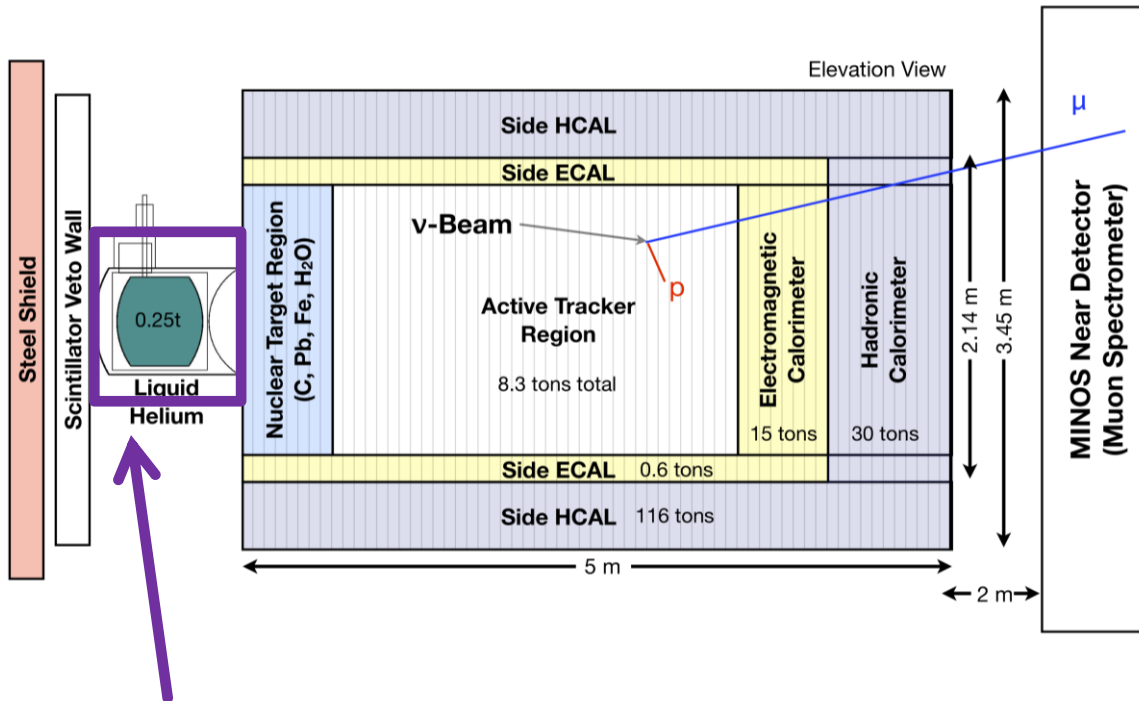 Elevation View
Steel Shield
Scintillator Veto Wall
0.25t
Liquid
Helium
Nuclear Target Region
(C, Pb, Fe, H₂O)
Side HCAL
Side ECAL
ν-Beam
p
μ
Active Tracker
Region
8.3 tons total
Electromagnetic
Calorimeter
15 tons
Hadronic
Calorimeter
30 tons
Side ECAL 0.6 tons
Side HCAL 116 tons
5 m
2 m
2.14 m
3.45 m
MINOS Near Detector
(Muon Spectrometer)